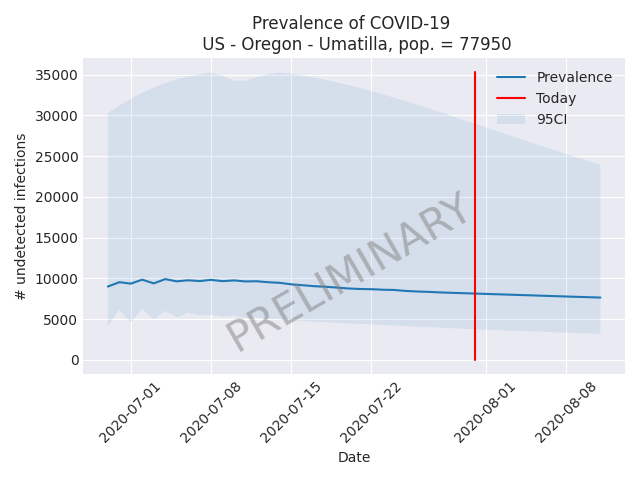 Prevalence of COVID-19
US - Oregon - Umatilla, pop. = 77950
# undetected infections
35000
30000
25000
20000
15000
10000
5000
0
Prevalence
Today
95CI
PRELIMINARY
2020-07-01
2020-07-08
2020-07-15
2020-07-22
2020-08-01
2020-08-08
Date